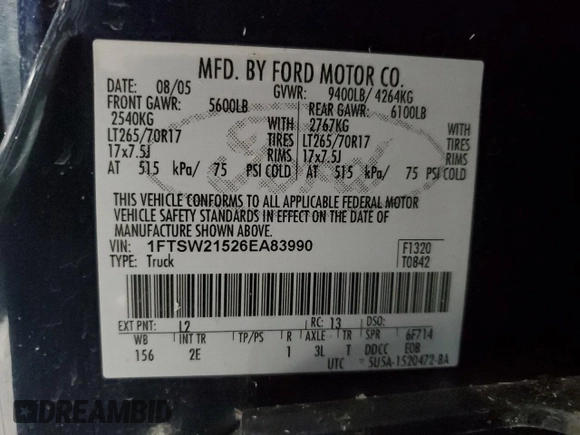 MFD. BY FORD MOTOR CO.
DATE: 08/05 GVWR: 9400LB/ 4264KG
FRONT GAWR: 5600LB REAR GAWR: 6100LB
2540KG WITH 2767KG WITH
LT265/70R17 TIRES LT265/70R17 TIRES
17x7.5J RIMS 17x7.5J RIMS
AT 515 kPa/ 75 PSI COLD AT 515 kPa/ 75 PSI COLD
THIS VEHICLE CONFORMS TO ALL APPLICABLE FEDERAL MOTOR
VEHICLE SAFETY STANDARDS IN EFFECT ON THE DATE OF
MANUFACTURE SHOWN ABOVE.
VIN: 1FTSW21526EA83990 F1320
TYPE: Truck T0842
EXT PNT: L2 RC: 13 DSO:
WB INT TR TP/PS R AXLE TR SPR 6F714
156 2E 1 3L T DDCC EOB
UTC 5U5A-1520472-BA
Ford
DREAMBID